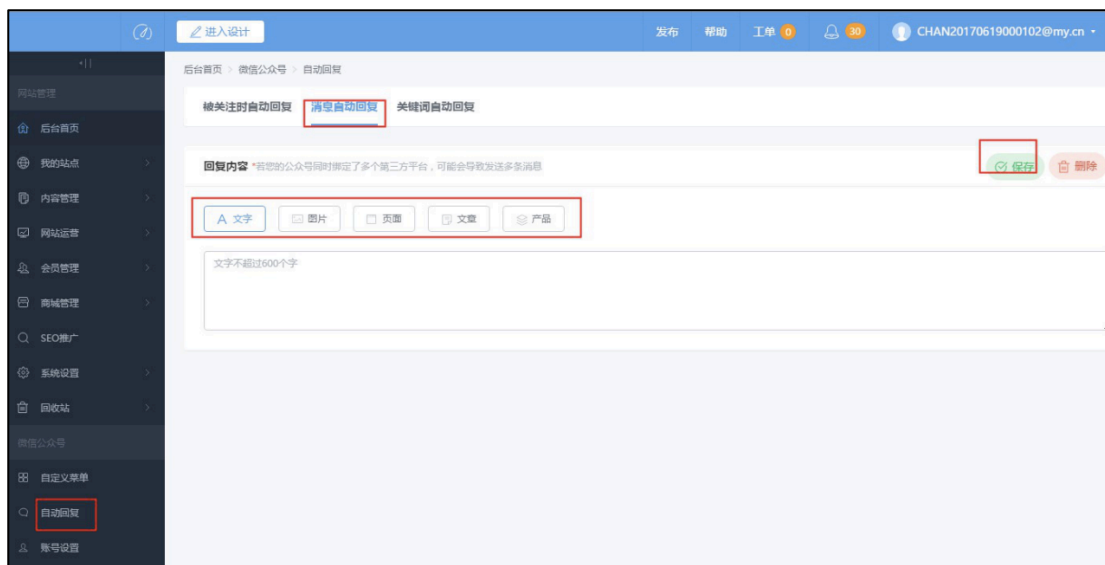 进入设计
发布 帮助 工单 0 30 CHAN20170619000102@my.cn
网站管理
后台首页
我的站点
内容管理
网站运营
会员管理
商城管理
SEO推广
系统设置
回收站
微信公众号
自定义菜单
自动回复
账号设置
后台首页 > 微信公众号 > 自动回复
被关注时自动回复 消息自动回复 关键词自动回复
回复内容 *若您的公众号同时绑定了多个第三方平台，可能会导致发送多条消息
保存 删除
A 文字 图片 页面 文章 产品
文字不超过600个字